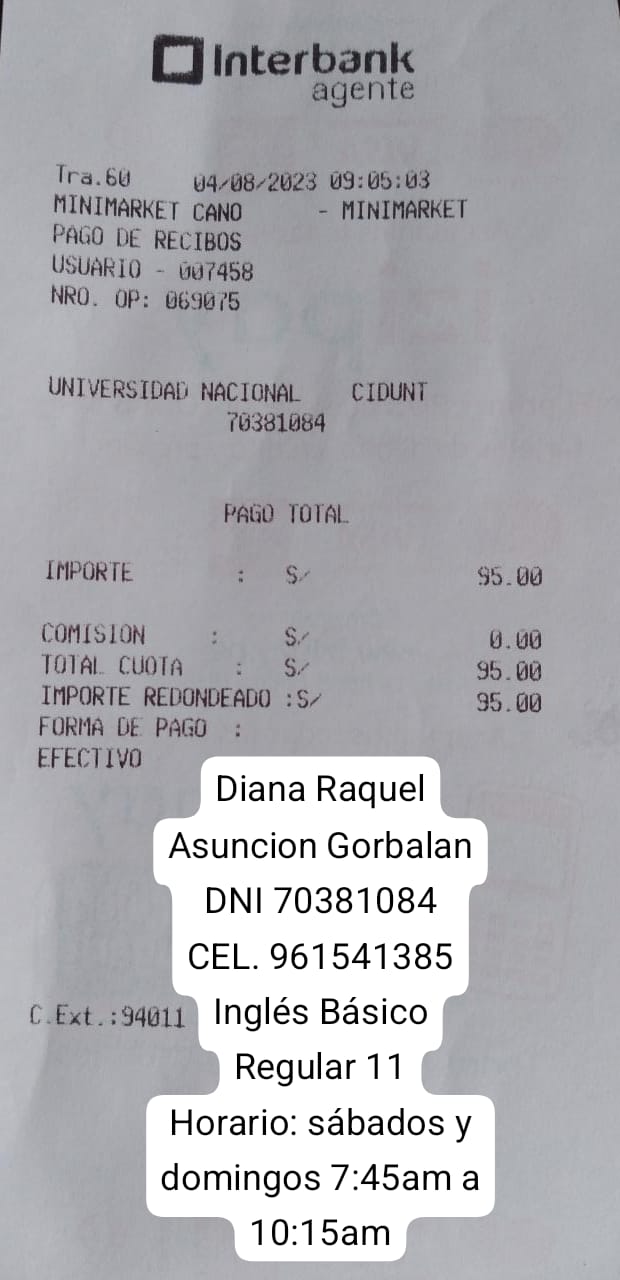 Interbank
agente
Tra.60 04/08/2023 09:05:03
MINIMARKET CANO - MINIMARKET
PAGO DE RECIBOS
USUARIO - 007458
NRO. OP: 069075
UNIVERSIDAD NACIONAL CIDUNT
70381084
PAGO TOTAL
IMPORTE : S/ 95.00
COMISION : S/ 0.00
TOTAL CUOTA : S/ 95.00
IMPORTE REDONDEADO :S/ 95.00
FORMA DE PAGO :
EFECTIVO
Diana Raquel
Asuncion Gorbalan
DNI 70381084
CEL. 961541385
C.Ext.:94011 Inglés Básico
Regular 11
Horario: sábados y
domingos 7:45am a
10:15am